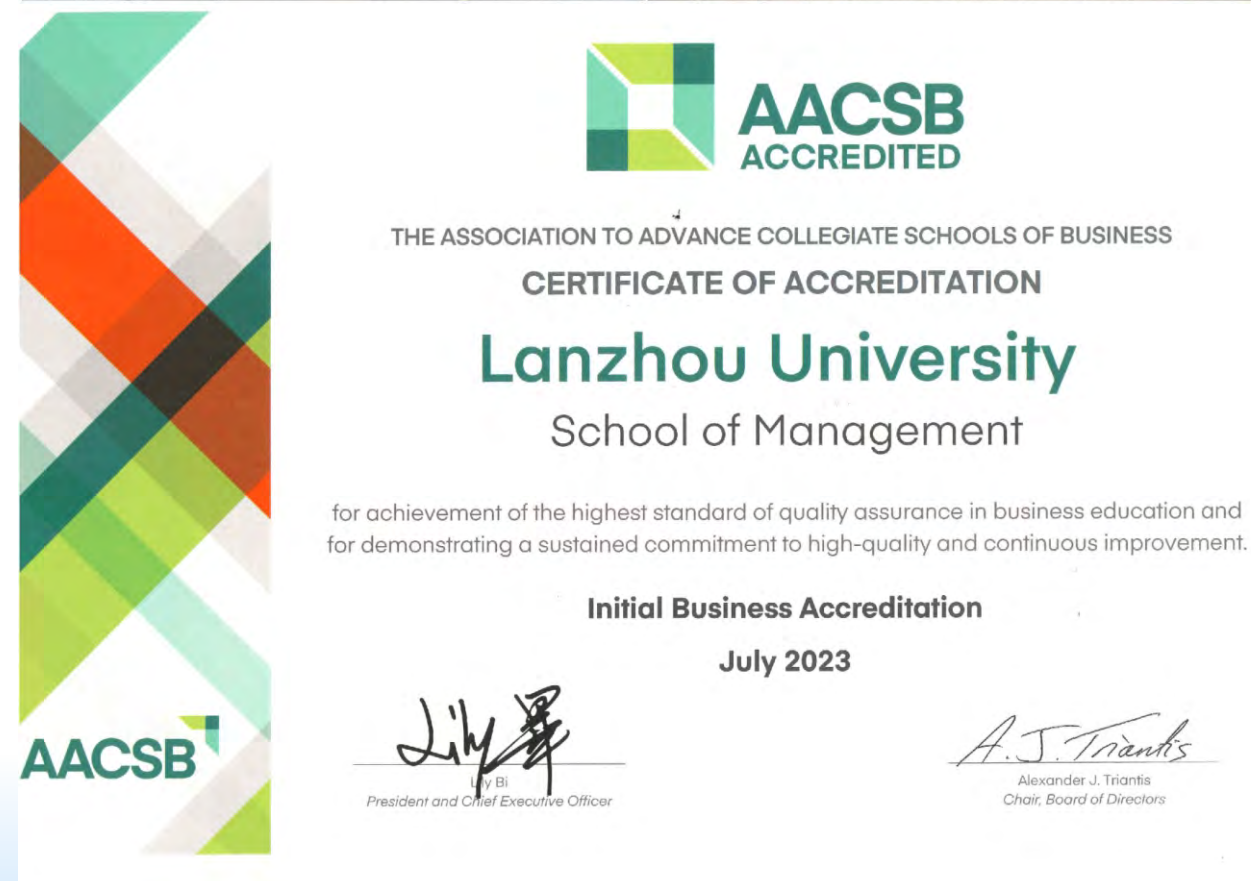 AACSB
ACCREDITED
THE ASSOCIATION TO ADVANCE COLLEGIATE SCHOOLS OF BUSINESS
CERTIFICATE OF ACCREDITATION
Lanzhou University
School of Management
for achievement of the highest standard of quality assurance in business education and
for demonstrating a sustained commitment to high-quality and continuous improvement.
Initial Business Accreditation
July 2023
AACSB
Lily
Lily Bi
President and Chief Executive Officer
A. J. Triantis
Alexander J. Triantis
Chair, Board of Directors